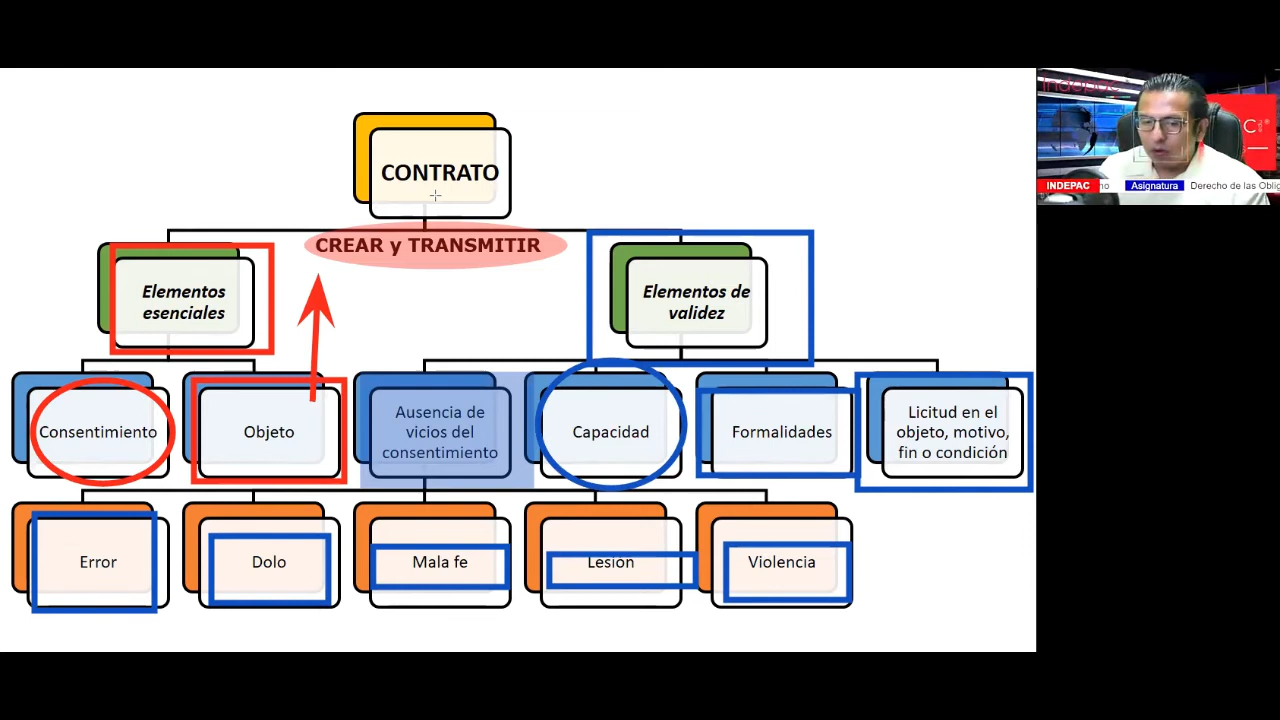 CONTRATO
CREAR y TRANSMITIR
Elementos
esenciales
Elementos de
validez
Consentimiento
Objeto
Ausencia de
vicios del
consentimiento
Capacidad
Formalidades
Licitud en el
objeto, motivo,
fin o condición
Error
Dolo
Mala fe
Lesión
Violencia
Indepac
INDEPAC
Asignatura
Derecho de las Oblig